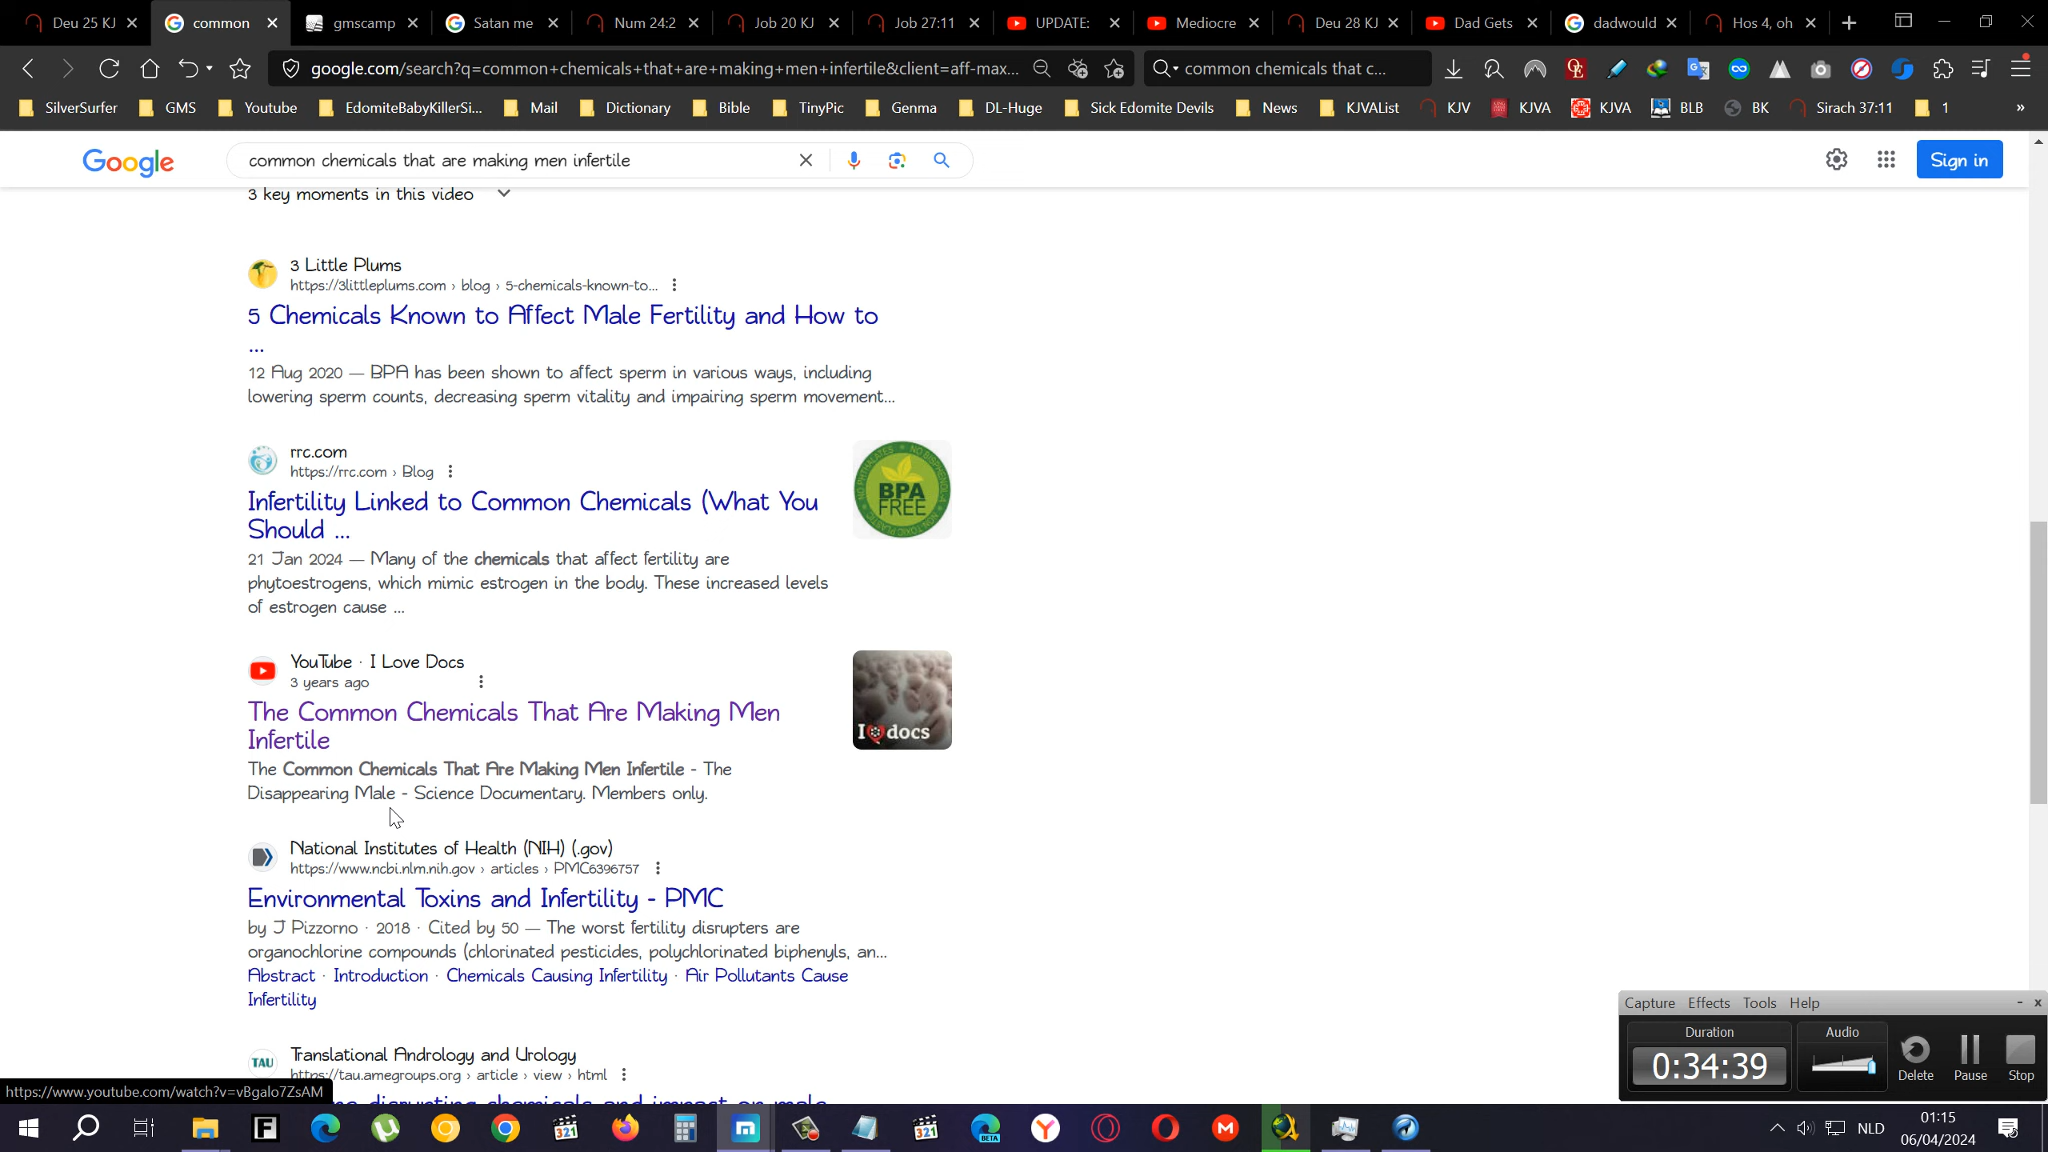 Deu 25 KJ
common
gmscamp
Satan me
Num 24:2
Job 20 KJ
Job 27:11
UPDATE:
Mediocre
Deu 28 KJ
Dad Gets
dadwould
Hos 4, oh
google.com/search?q=common+chemicals+that+are+making+men+infertile&client=aff-max...
common chemicals that c...
SilverSurfer
GMS
Youtube
EdomiteBabyKillerSi...
Mail
Dictionary
Bible
TinyPic
Genma
DL-Huge
Sick Edomite Devils
News
KJVAList
KJV
KJVA
KJVA
BLB
BK
Sirach 37:11
1
»
Google
common chemicals that are making men infertile
Sign in
3 key moments in this video
3 Little Plums
https://3littleplums.com › blog › 5-chemicals-known-to...
5 Chemicals Known to Affect Male Fertility and How to
...
12 Aug 2020 — BPA has been shown to affect sperm in various ways, including
lowering sperm counts, decreasing sperm vitality and impairing sperm movement...
rrc.com
https://rrc.com › Blog
BPA
FREE
Infertility Linked to Common Chemicals (What You
Should ...
21 Jan 2024 — Many of the chemicals that affect fertility are
phytoestrogens, which mimic estrogen in the body. These increased levels
of estrogen cause ...
YouTube · I Love Docs
3 years ago
The Common Chemicals That Are Making Men
Infertile
I docs
The Common Chemicals That Are Making Men Infertile - The
Disappearing Male - Science Documentary. Members only.
National Institutes of Health (NIH) (.gov)
https://www.ncbi.nlm.nih.gov › articles › PMC6396757
Environmental Toxins and Infertility - PMC
by J Pizzorno · 2018 · Cited by 50 — The worst fertility disrupters are
organochlorine compounds (chlorinated pesticides, polychlorinated biphenyls, an...
Abstract · Introduction · Chemicals Causing Infertility · Air Pollutants Cause
Infertility
TAU
Translational Andrology and Urology
https://tau.amegroups.org › article › view › html
disrupting chemicals and impact on male
https://www.youtube.com/watch?v=vBgalo7ZsAM
Capture Effects Tools Help
Duration
Audio
0:34:39
Delete
Pause
Stop
321
321
BETA
NLD
01:15
06/04/2024